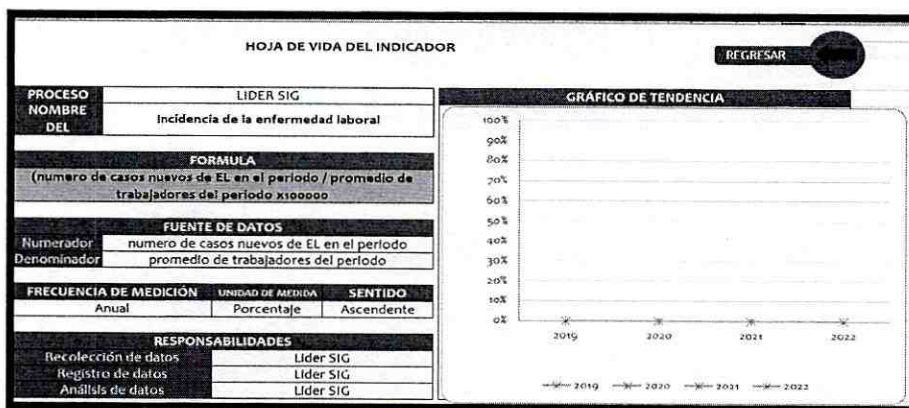 HOJA DE VIDA DEL INDICADOR
REGRESAR
PROCESO
LIDER SIG
NOMBRE
DEL
Incidencia de la enfermedad laboral
FORMULA
(numero de casos nuevos de EL en el periodo / promedio de
trabajadores del periodo x100000
FUENTE DE DATOS
Numerador
numero de casos nuevos de EL en el periodo
Denominador
promedio de trabajadores del periodo
FRECUENCIA DE MEDICIÓN
UNIDAD DE MEDIDA
SENTIDO
Anual
Porcentaje
Ascendente
RESPONSABILIDADES
Recolección de datos
Lider SIG
Registro de datos
Lider SIG
Análisis de datos
Lider SIG
GRÁFICO DE TENDENCIA
100%
90%
80%
70%
60%
50%
40%
30%
20%
10%
0%
2019
2020
2021
2022
2019
2020
2021
2022